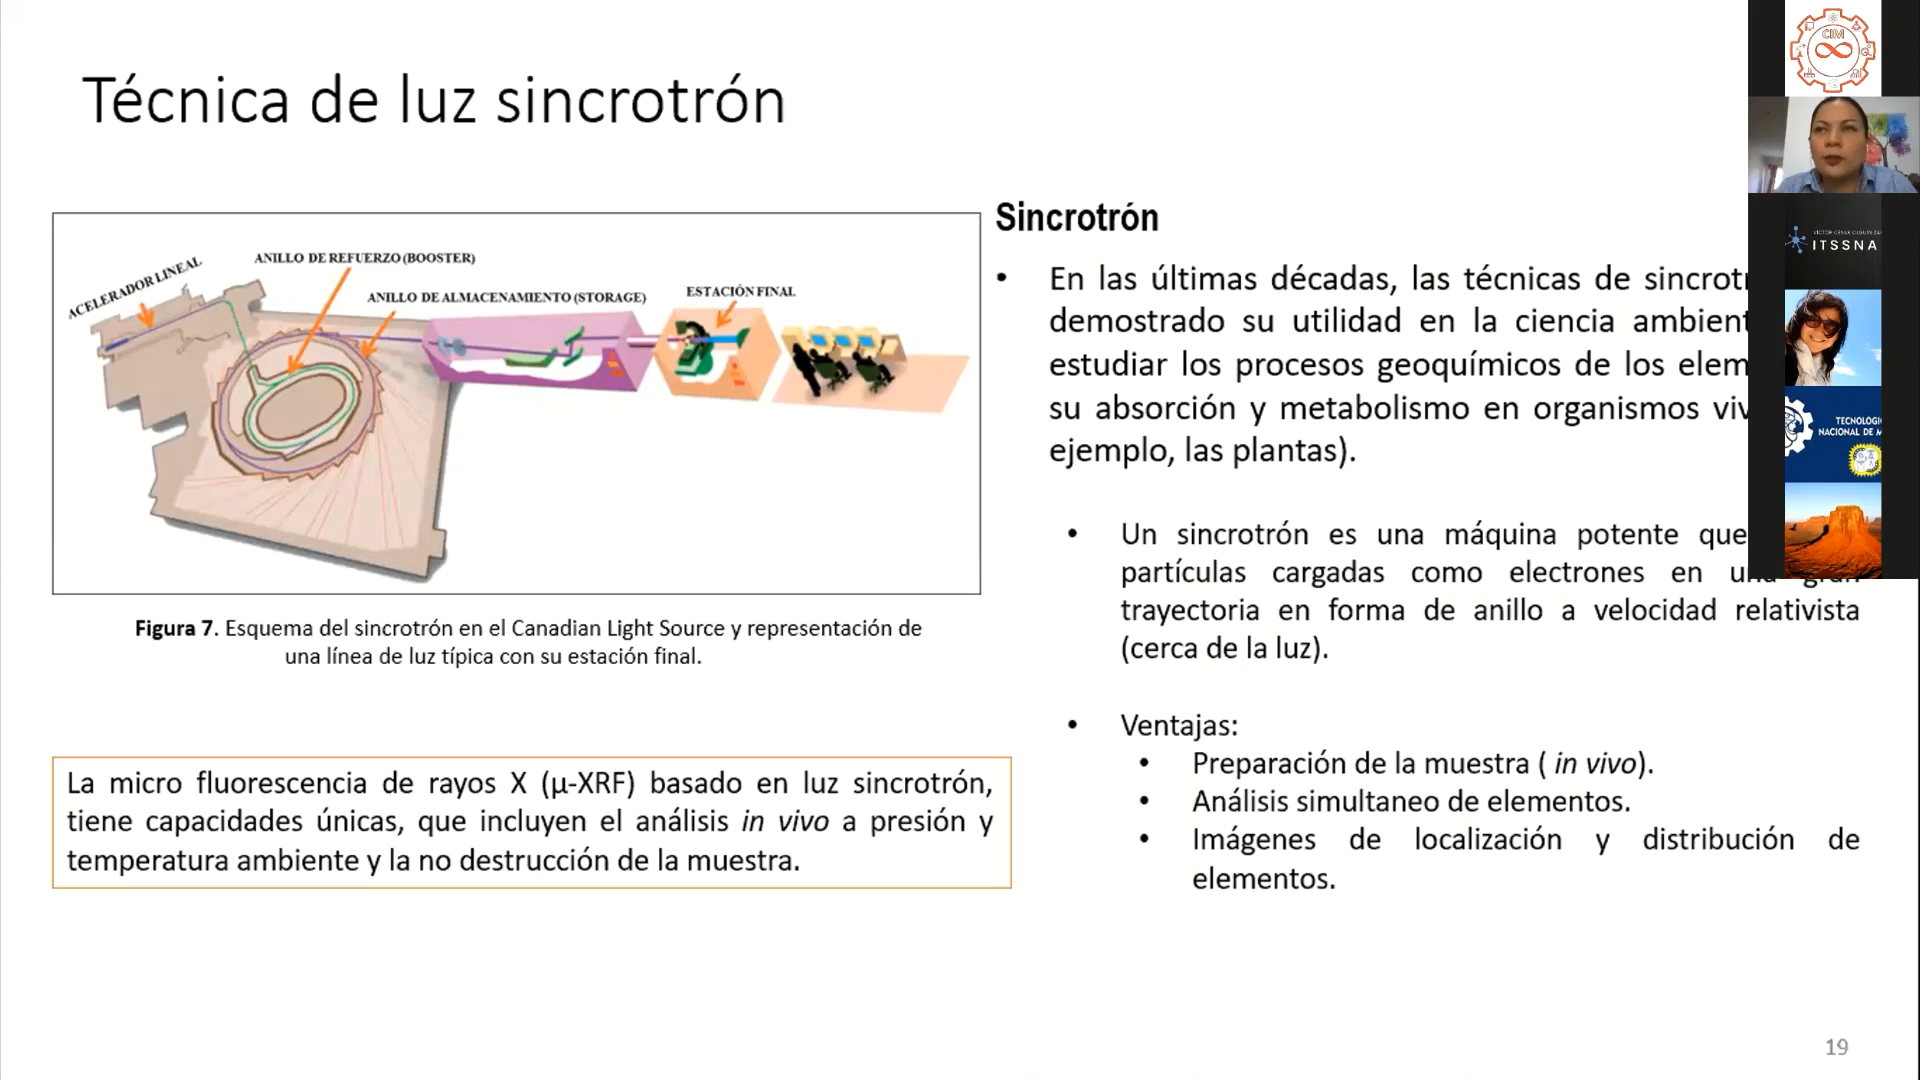 Técnica de luz sincrotrón
ACELERADOR LINEAL
ANILLO DE REFUERZO (BOOSTER)
ANILLO DE ALMACENAMIENTO (STORAGE)
ESTACIÓN FINAL
Figura 7. Esquema del sincrotrón en el Canadian Light Source y representación de
una línea de luz típica con su estación final.
La micro fluorescencia de rayos X (µ-XRF) basado en luz sincrotrón,
tiene capacidades únicas, que incluyen el análisis in vivo a presión y
temperatura ambiente y la no destrucción de la muestra.
Sincrotrón
• En las últimas décadas, las técnicas de sincrotr
demostrado su utilidad en la ciencia ambient
estudiar los procesos geoquímicos de los elem
su absorción y metabolismo en organismos viv
ejemplo, las plantas).
• Un sincrotrón es una máquina potente que
partículas cargadas como electrones en una gran
trayectoria en forma de anillo a velocidad relativista
(cerca de la luz).
• Ventajas:
• Preparación de la muestra ( in vivo).
• Análisis simultaneo de elementos.
• Imágenes de localización y distribución de
elementos.
CIM
ITSSNA
TECNOLÓGI
NACIONAL DE M
19